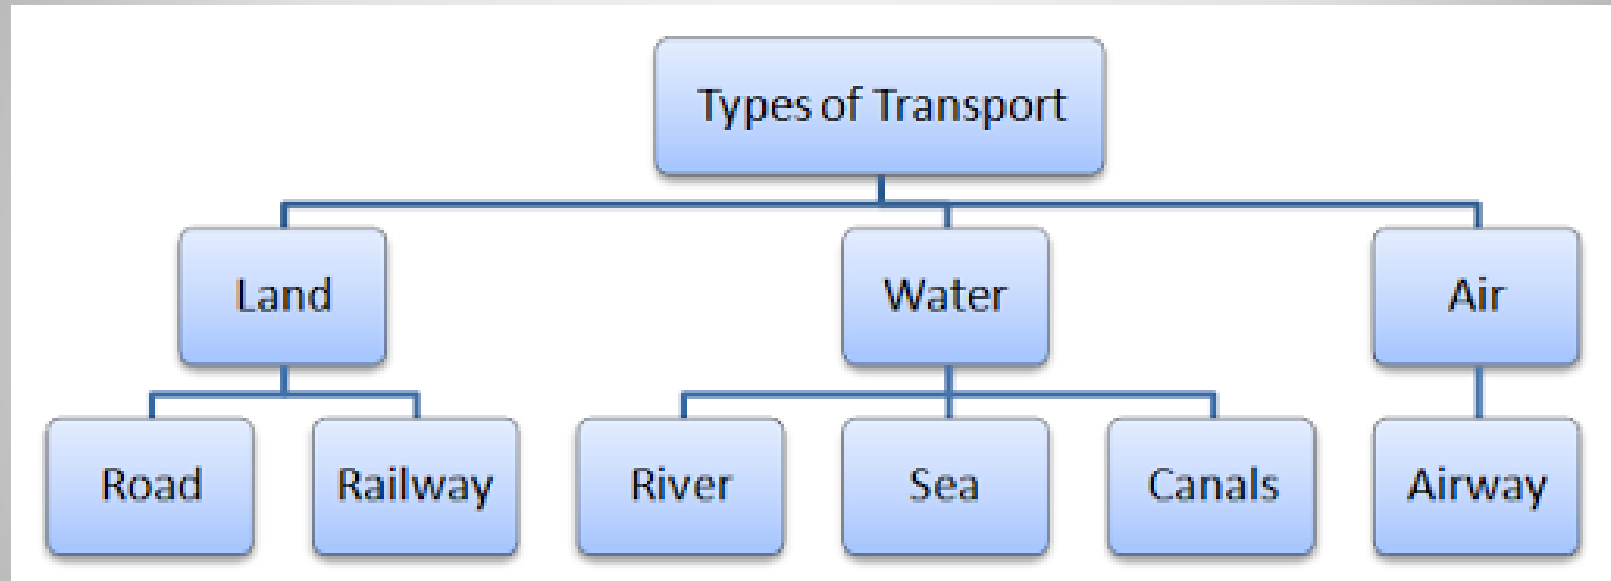 Types of Transport
Land
Water
Air
Road
Railway
River
Sea
Canals
Airway